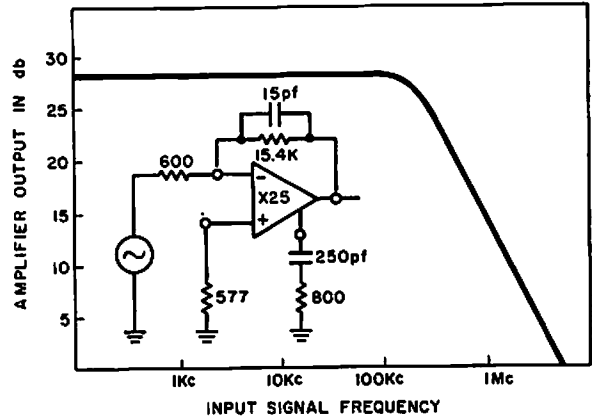 AMPLIFIER OUTPUT IN db
30
25
20
15
10
5
15pf
15.4K
600
-
X25
+
250pf
577
800
1Kc
10Kc
100Kc
1Mc
INPUT SIGNAL FREQUENCY